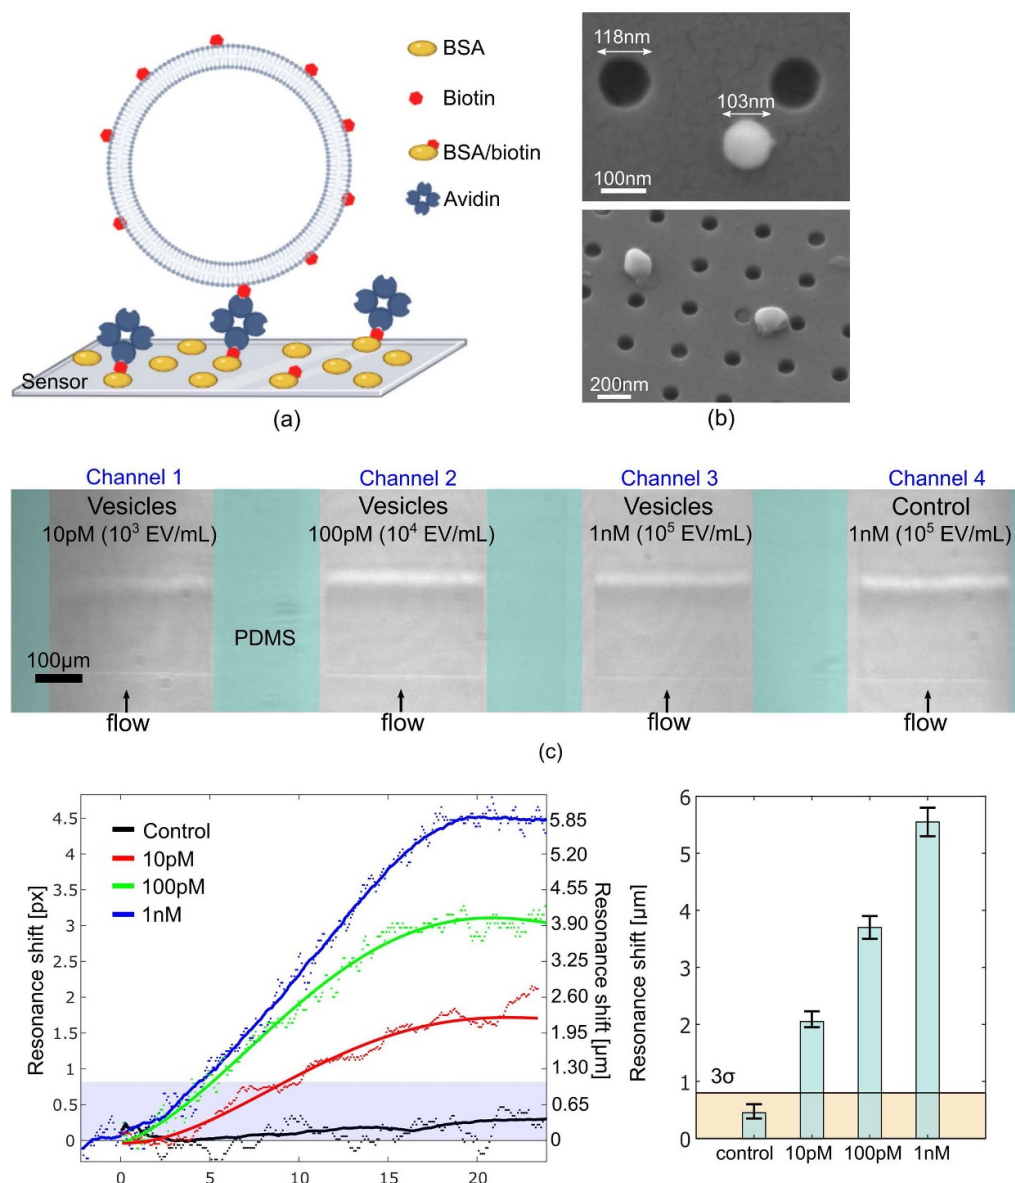 BSA
Biotin
BSA/biotin
Avidin
Sensor
(a)
118nm
103nm
100nm
200nm
(b)
Channel 1
Channel 2
Channel 3
Channel 4
Vesicles
10pM (10³ EV/mL)
Vesicles
100pM (10⁴ EV/mL)
Vesicles
1nM (10⁵ EV/mL)
Control
1nM (10⁵ EV/mL)
PDMS
100µm
flow
flow
flow
flow
(c)
Resonance shift [px]
4.5
4
3.5
3
2.5
2
1.5
1
0.5
0
Control
10pM
100pM
1nM
5.85
5.20
4.55
3.90
3.25
2.60
1.95
1.30
0.65
0
Resonance shift [µm]
0
5
10
15
20
Resonance shift [µm]
6
5
4
3
2
1
0
3σ
control
10pM
100pM
1nM